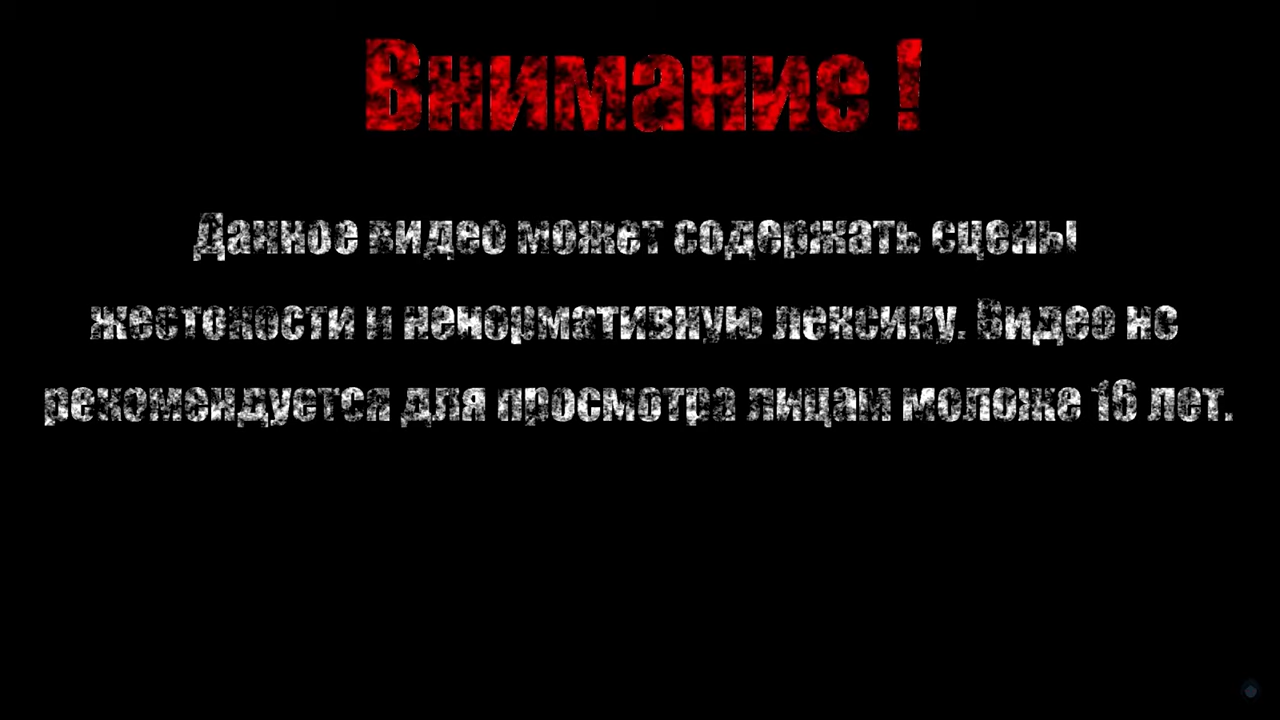 Внимание !
Данное видео может содержать сцены
жестокости и ненормативную лексику. Видео не
рекомендуется для просмотра лицам моложе 16 лет.